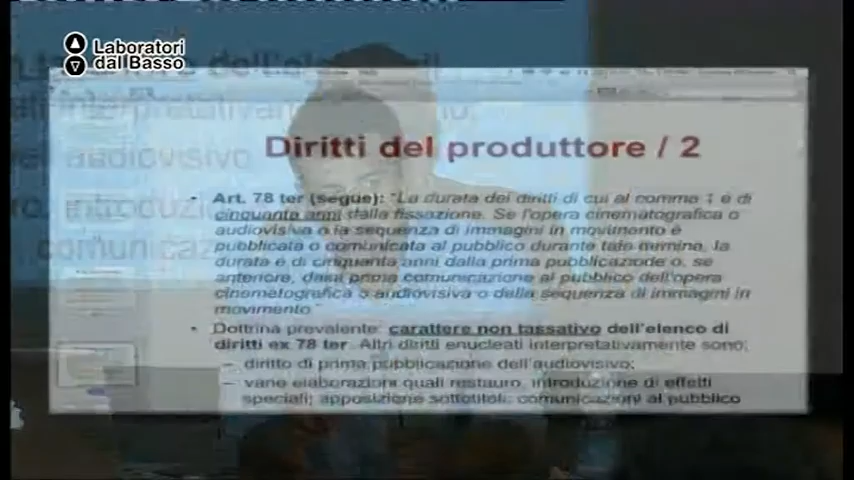 Laboratori
dal Basso
Diritti del produttore / 2
• Art. 78 ter (segue): "La durata dei diritti di cui al comma 1 è di
cinquanta anni dalla fissazione. Se l'opera cinematografica o
audiovisiva o la sequenza di immagini in movimento è
pubblicata o comunicata al pubblico durante tale termine, la
durata è di cinquanta anni dalla prima pubblicazione o, se
anteriore, dalla prima comunicazione al pubblico dell'opera
cinematografica o audiovisiva o della sequenza di immagini in
movimento"
• Dottrina prevalente: carattere non tassativo dell'elenco di
diritti ex 78 ter. Altri diritti enucleati interpretativamente sono:
– diritto di prima pubblicazione dell'audiovisivo;
– varie elaborazioni quali restauro, introduzione di effetti
speciali; apposizione sottotitoli; comunicazioni al pubblico